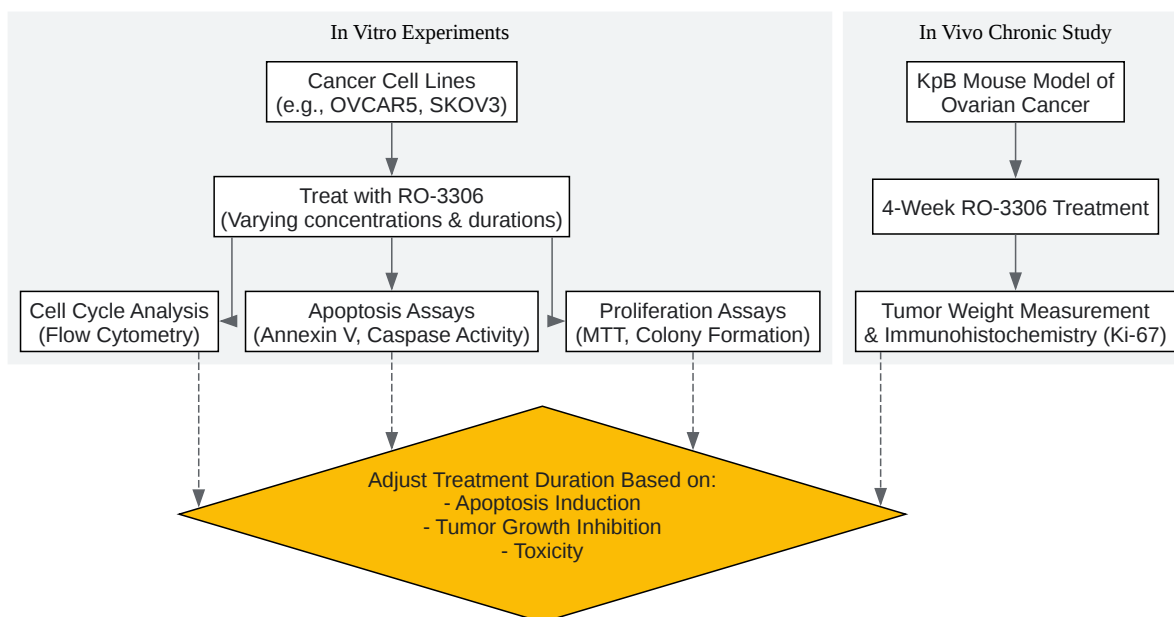 In Vitro Experiments
Cancer Cell Lines
(e.g., OVCAR5, SKOV3)
Treat with RO-3306
(Varying concentrations & durations)
Cell Cycle Analysis
(Flow Cytometry)
Apoptosis Assays
(Annexin V, Caspase Activity)
Proliferation Assays
(MTT, Colony Formation)
In Vivo Chronic Study
KpB Mouse Model of
Ovarian Cancer
4-Week RO-3306 Treatment
Tumor Weight Measurement
& Immunohistochemistry (Ki-67)
Adjust Treatment Duration Based on:
- Apoptosis Induction
- Tumor Growth Inhibition
- Toxicity